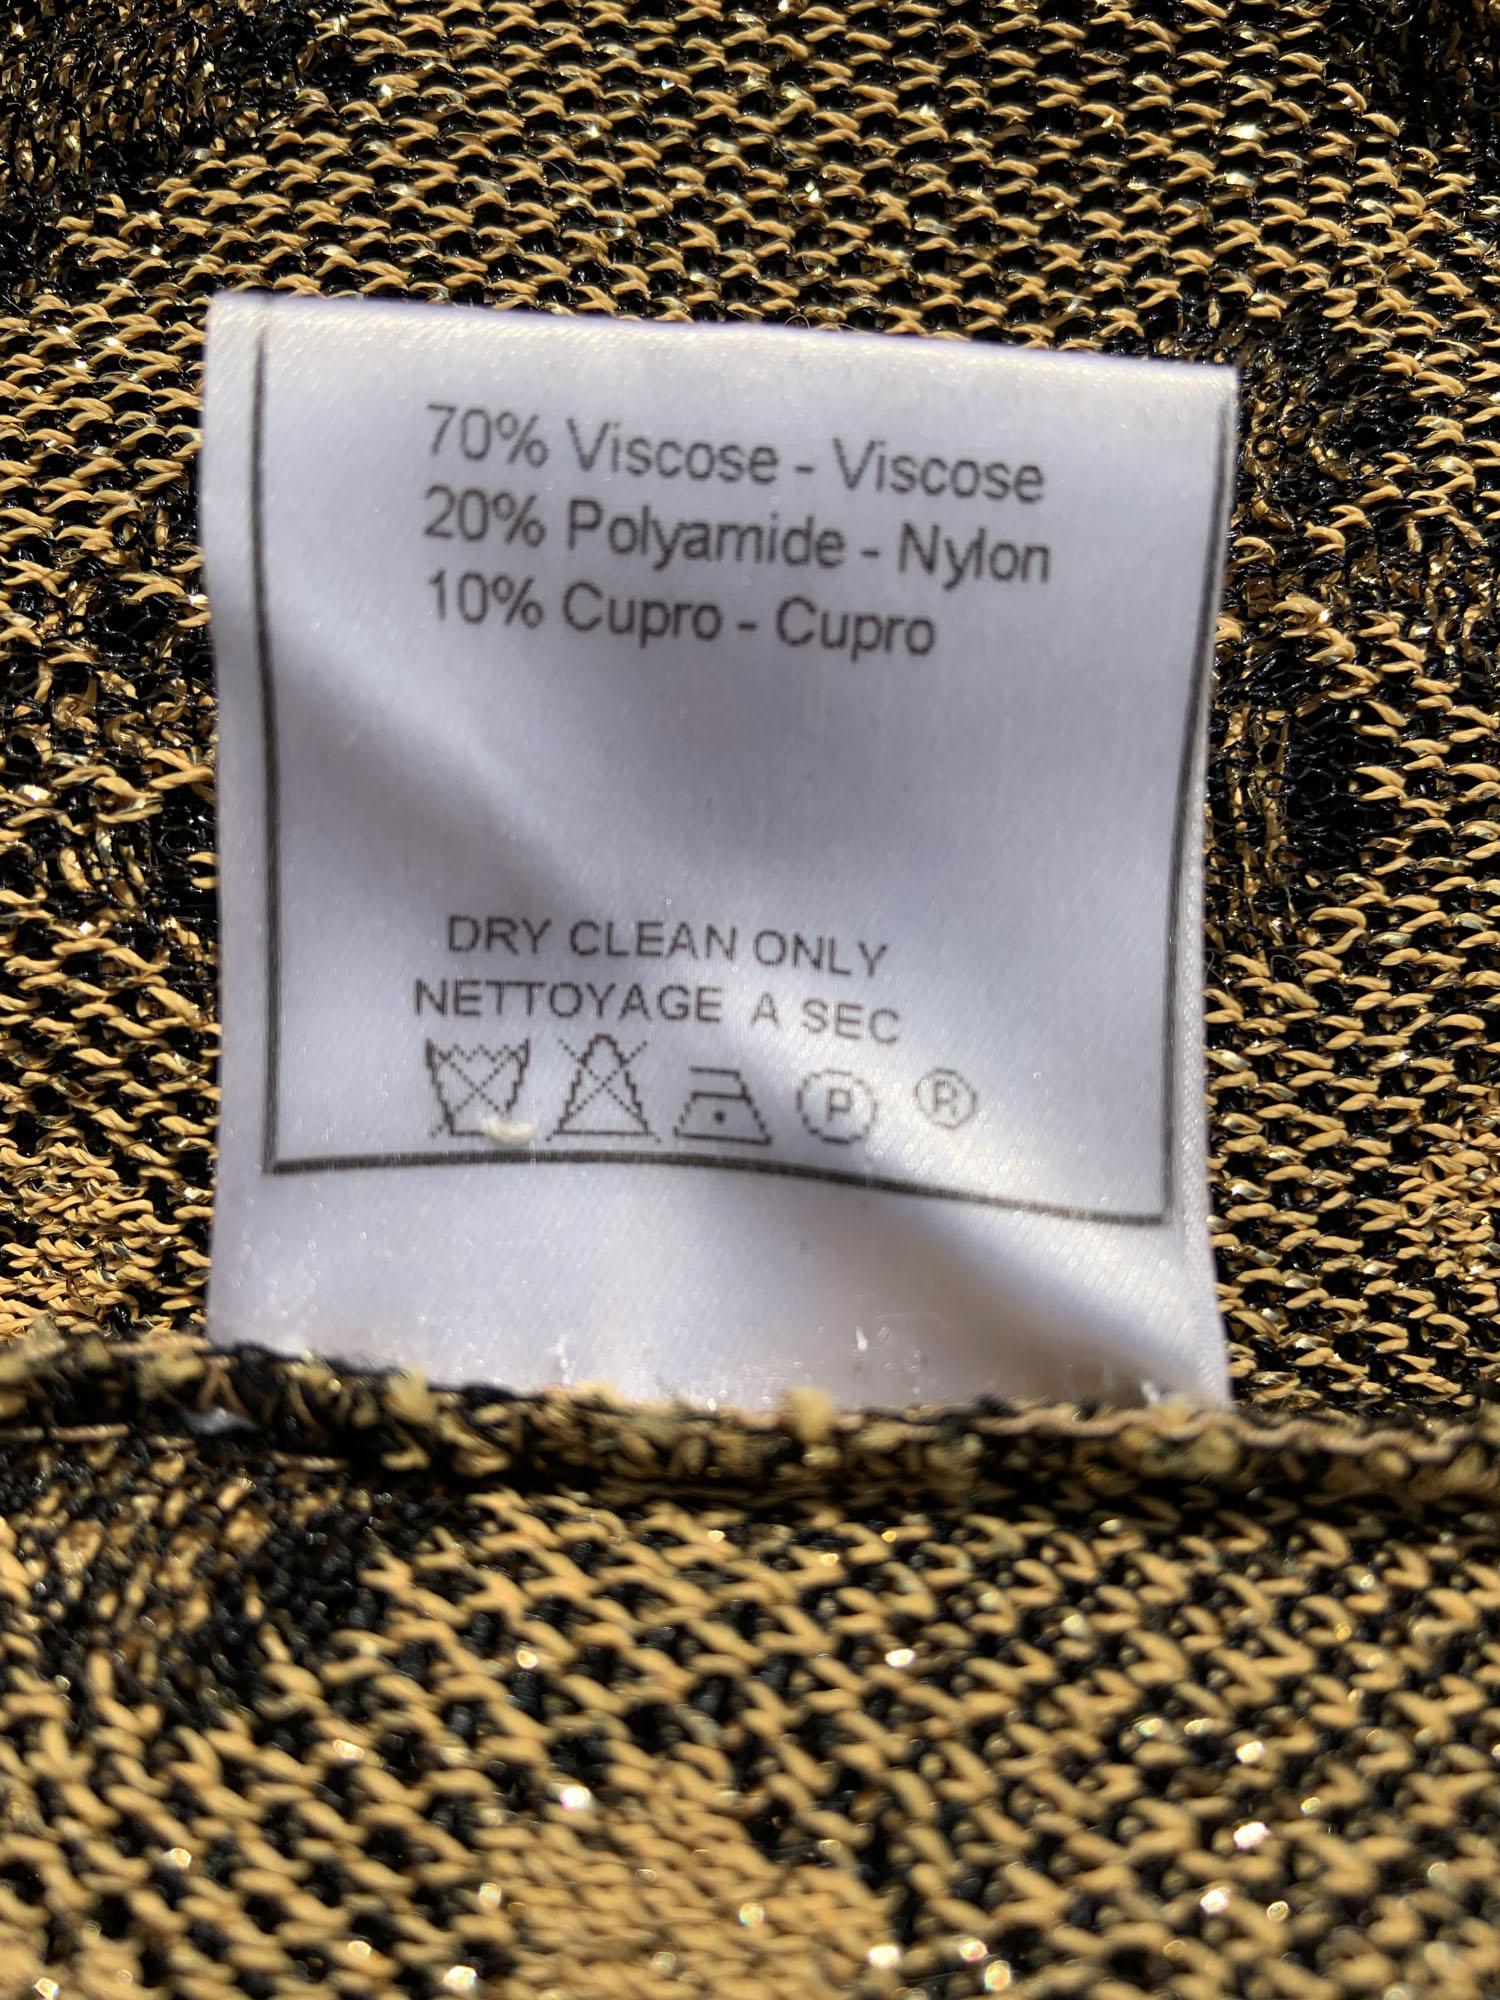 70% Viscose - Viscose
20% Polyamide - Nylon
10% Cupro - Cupro
DRY CLEAN ONLY
NETTOYAGE A SEC
P ®